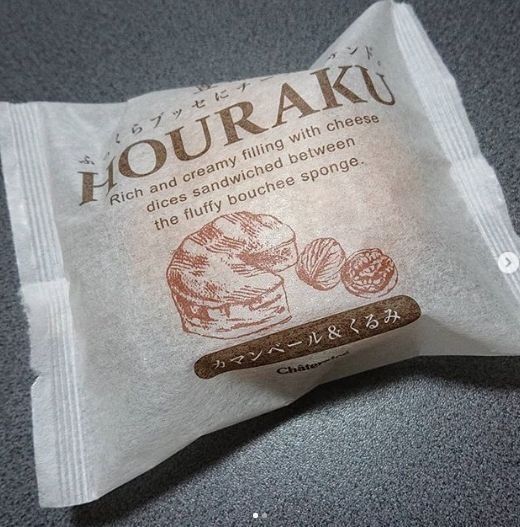 HOURAKU
Rich and creamy filling with cheese
dices sandwiched between
the fluffy bouchee sponge.
カマンベール&くるみ